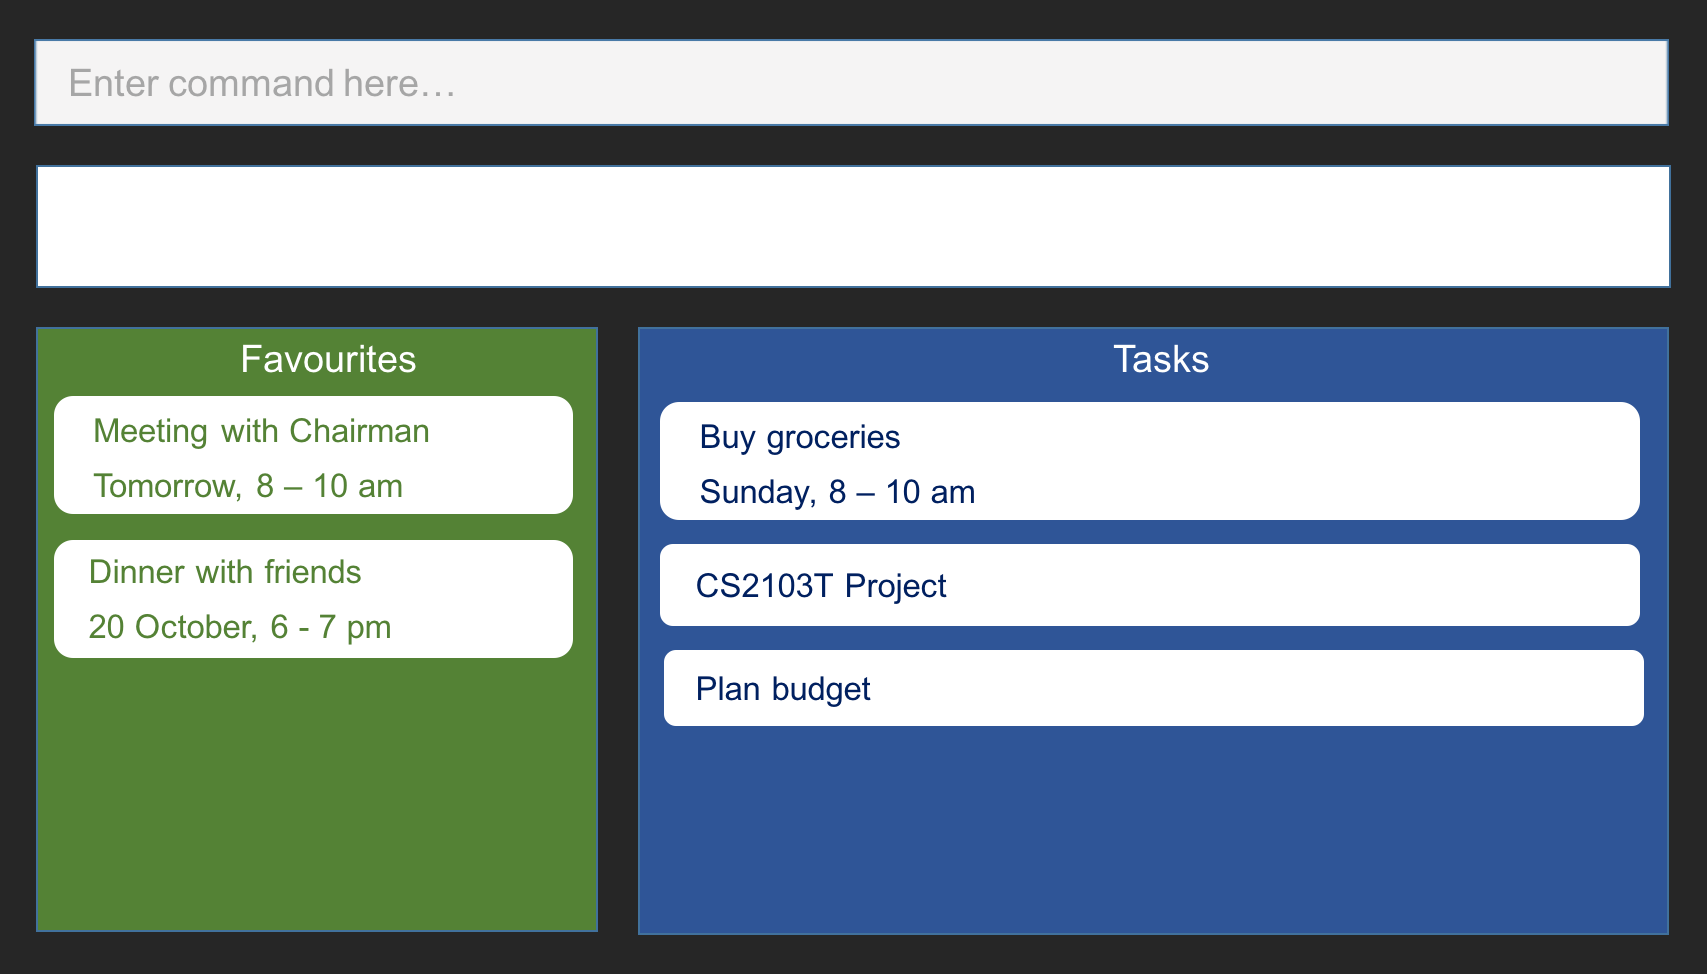 Enter command here…
Favourites
Meeting with Chairman
Tomorrow, 8 – 10 am
Dinner with friends
20 October, 6 - 7 pm
Tasks
Buy groceries
Sunday, 8 – 10 am
CS2103T Project
Plan budget